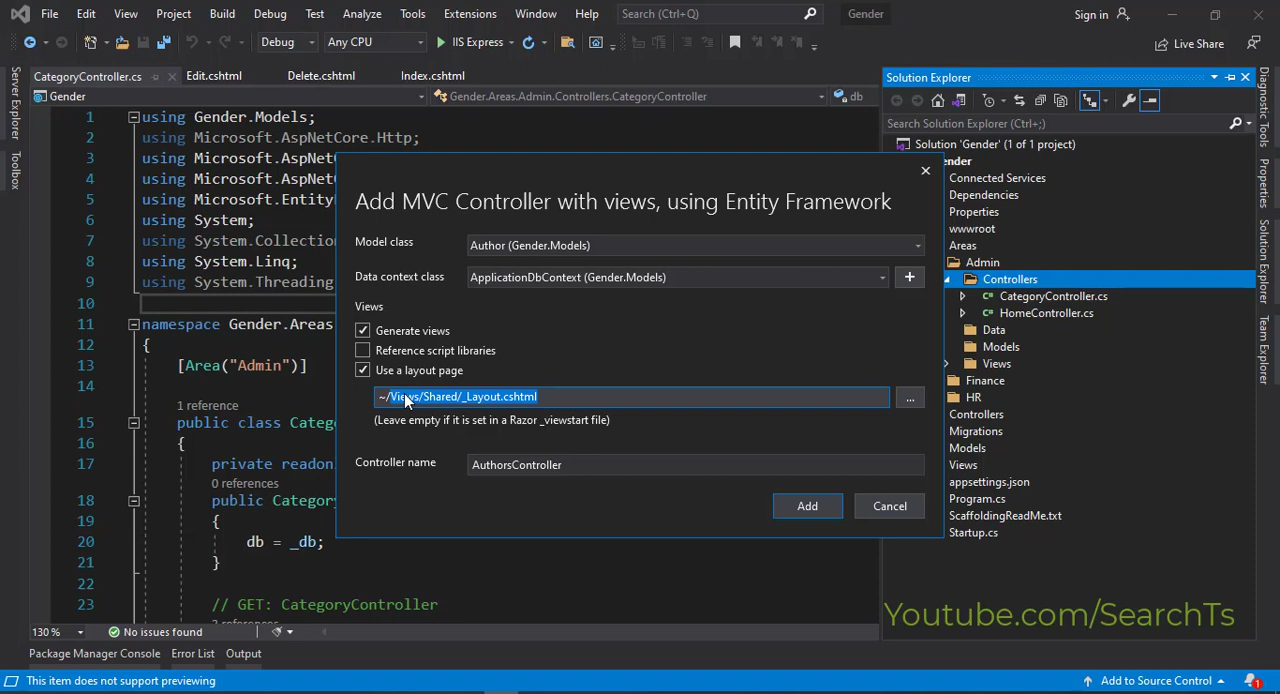 File Edit View Project Build Debug Test Analyze Tools Extensions Window Help Search (Ctrl+Q) Gender Sign in
Debug Any CPU IIS Express Live Share
CategoryController.cs Edit.cshtml Delete.cshtml Index.cshtml
Gender Gender.Areas.Admin.Controllers.CategoryController db
Server Explorer
Toolbox
1 using Gender.Models;
2 using Microsoft.AspNetCore.Http;
3 using Microsoft.AspNet
4 using Microsoft.AspNet
5 using Microsoft.Entity
6 using System;
7 using System.Collection
8 using System.Linq;
9 using System.Threading
10
11 namespace Gender.Areas
12 {
13 [Area("Admin")]
14
1 reference
15 public class Catego
16 {
17 private readon
0 references
18 public Category
19 {
20 db = _db;
21 }
22
23 // GET: CategoryController
130 % No issues found
Package Manager Console Error List Output
This item does not support previewing
Add to Source Control
1
Add MVC Controller with views, using Entity Framework
Model class Author (Gender.Models)
Data context class ApplicationDbContext (Gender.Models) +
Views
Generate views
Reference script libraries
Use a layout page
~/Views/Shared/_Layout.cshtml ...
(Leave empty if it is set in a Razor _viewstart file)
Controller name AuthorsController
Add Cancel
Solution Explorer
Search Solution Explorer (Ctrl+;)
Solution 'Gender' (1 of 1 project)
ender
Connected Services
Dependencies
Properties
wwwroot
Areas
Admin
Controllers
CategoryController.cs
HomeController.cs
Data
Models
Views
Finance
HR
Controllers
Models
Views
appsettings.json
Program.cs
ScaffoldingReadMe.txt
Startup.cs
Youtube.com/SearchTs
Diagnostic Tools
Properties
Solution Explorer
Team Explorer